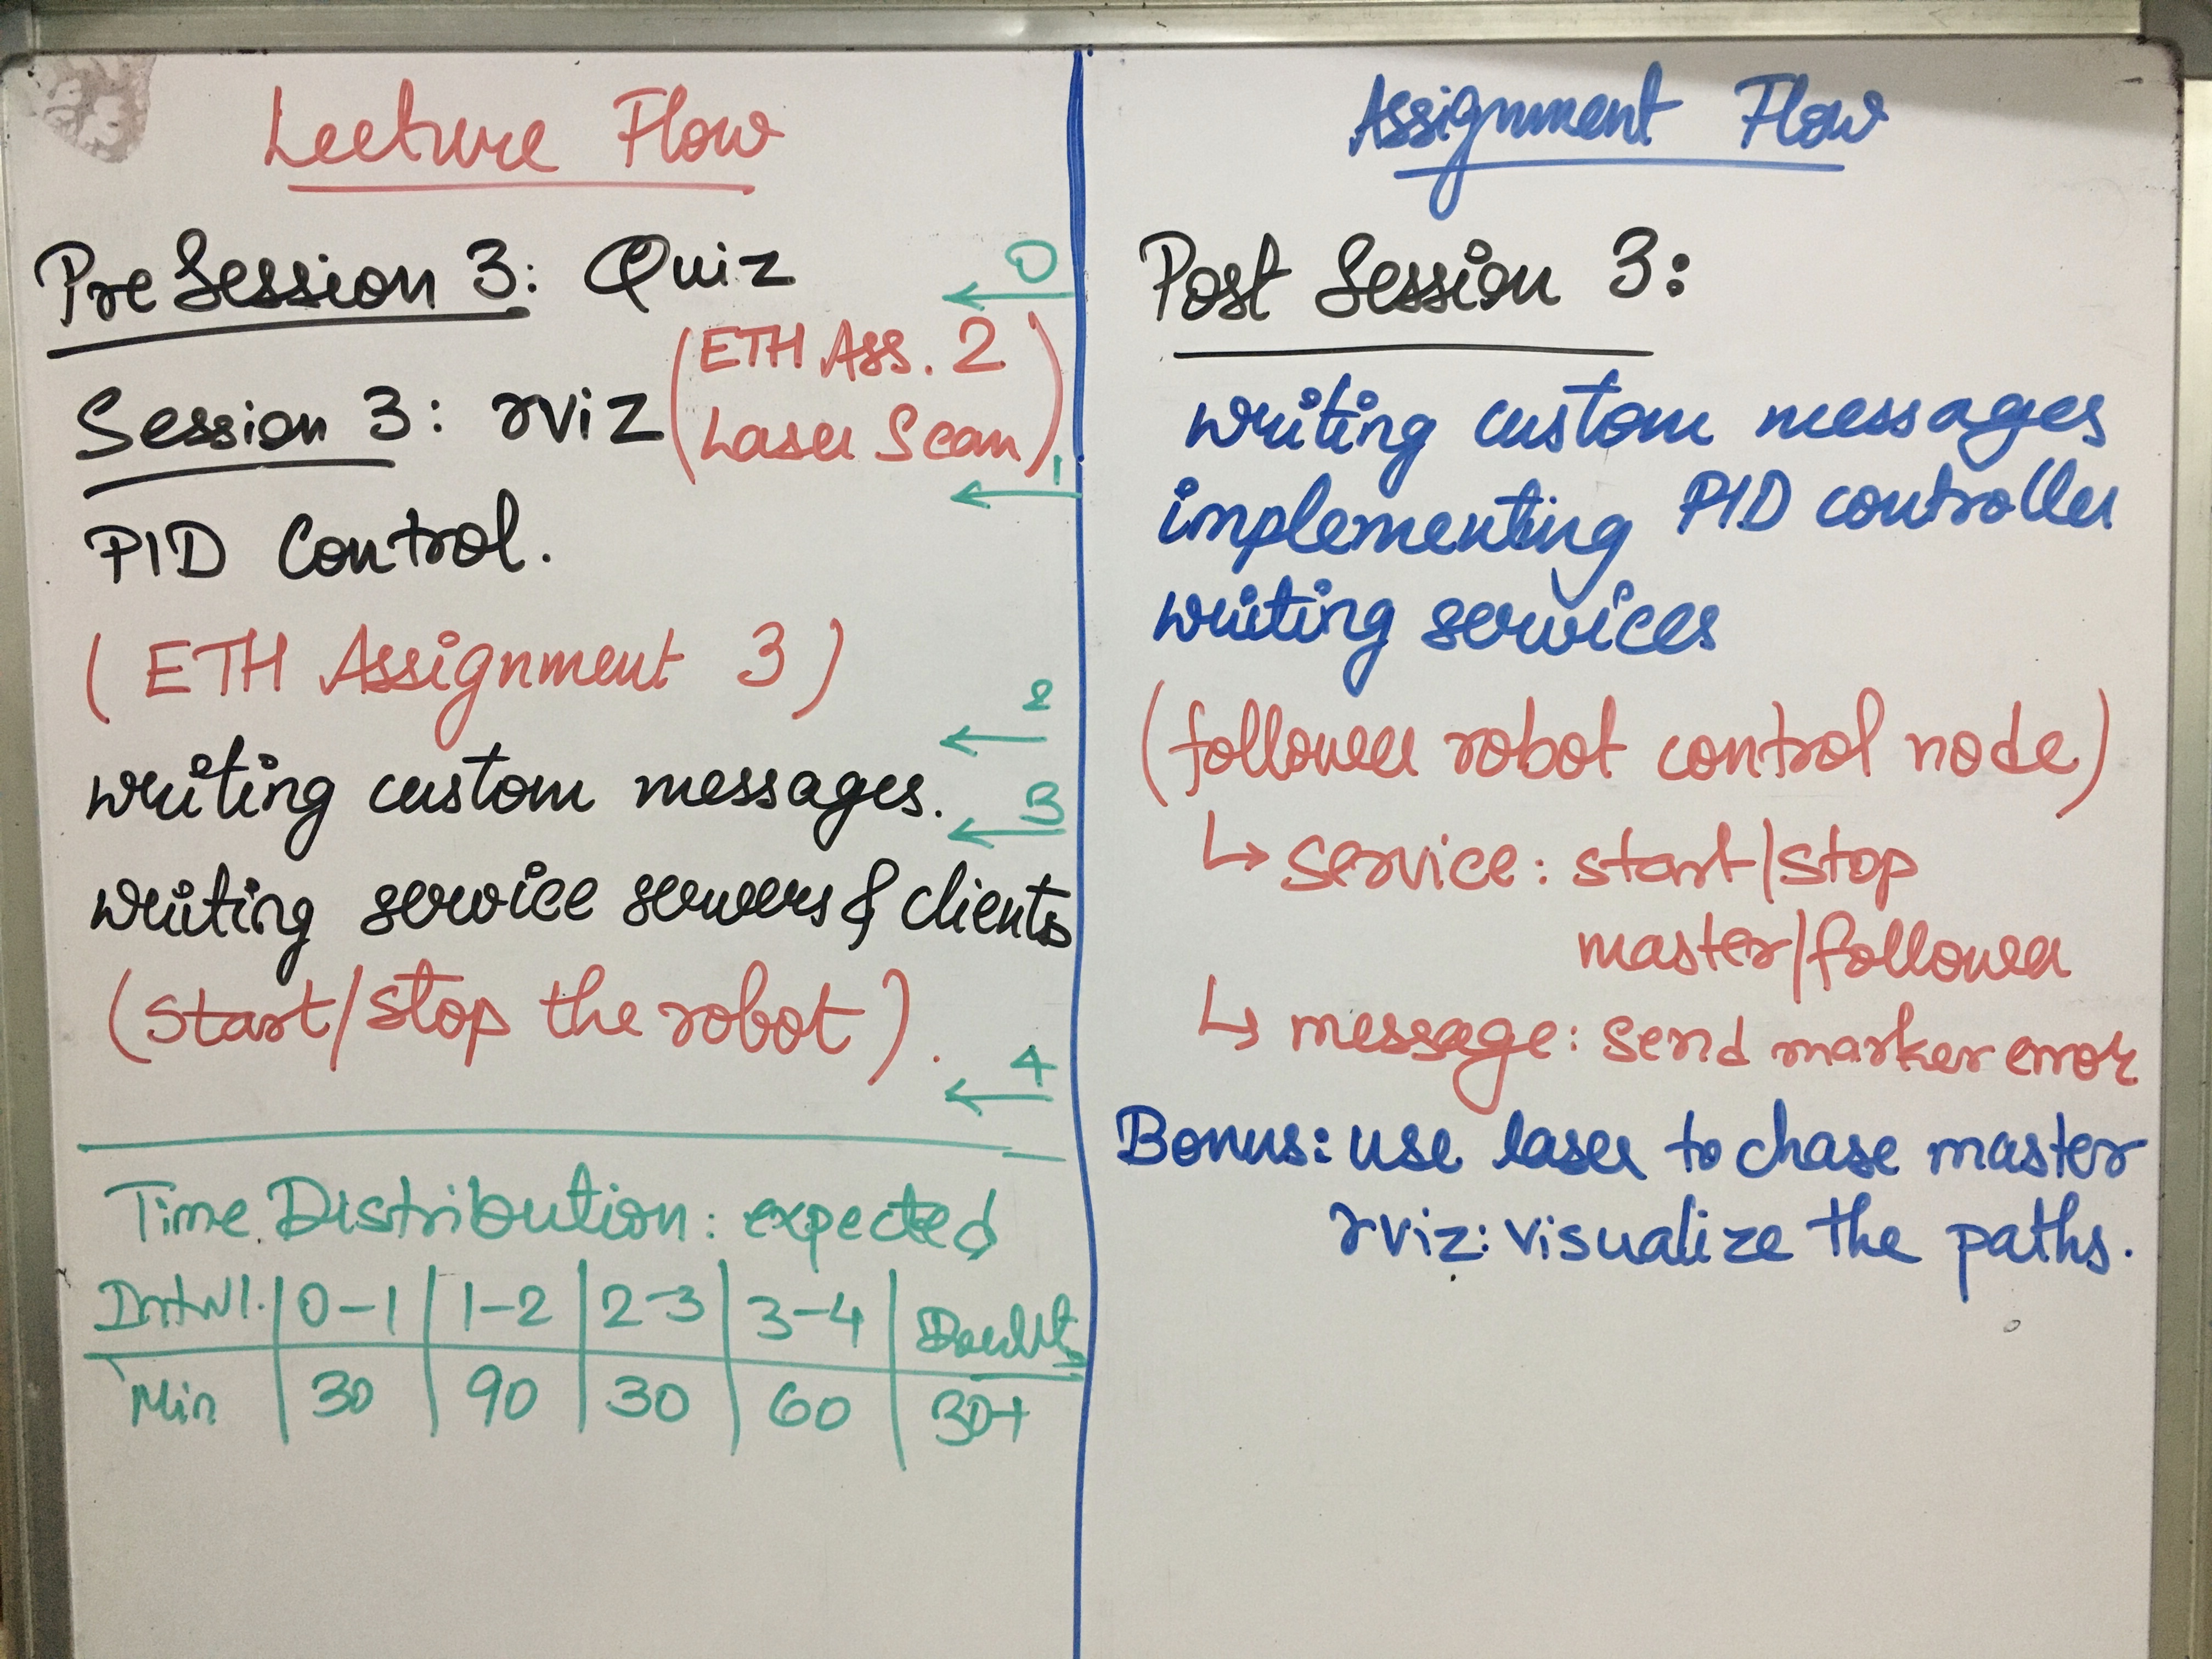 Lecture Flow
Pre Session 3: Quiz
0
Session 3: rviz (ETH Ass. 2
Laser Scan)
1
PID Control.
(ETH Assignment 3)
2
writing custom messages.
3
writing service servers & clients
(start/stop the robot).
4
Time Distribution: expected
Intvl. | 0-1 | 1-2 | 2-3 | 3-4 | Doubts
Min | 30 | 90 | 30 | 60 | 30+
Assignment Flow
Post Session 3:
writing custom messages
implementing PID controller
writing services
(follower robot control node)
↳ service: start/stop
master/follower
↳ message: send marker error
Bonus: use laser to chase master
rviz: visualize the paths.